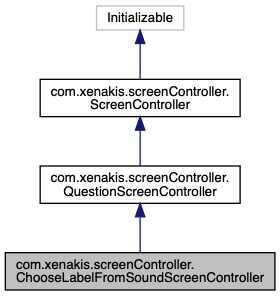 Initializable
com.xenakis.screenController.
ScreenController
com.xenakis.screenController.
QuestionScreenController
com.xenakis.screenController.
ChooseLabelFromSoundScreenController